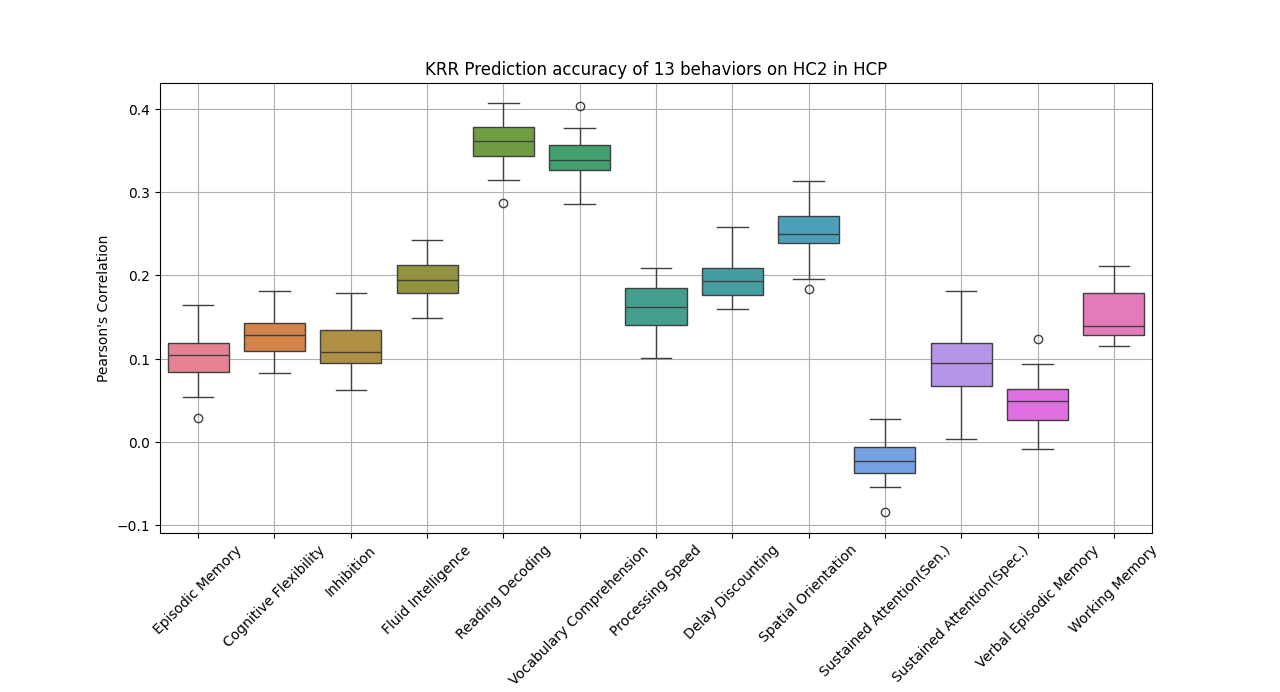 KRR Prediction accuracy of 13 behaviors on HC2 in HCP
Pearson's Correlation
0.4
0.3
0.2
0.1
0.0
−0.1
Episodic Memory
Cognitive Flexibility
Inhibition
Fluid Intelligence
Reading Decoding
Vocabulary Comprehension
Processing Speed
Delay Discounting
Spatial Orientation
Sustained Attention(Sen.)
Sustained Attention(Spec.)
Verbal Episodic Memory
Working Memory